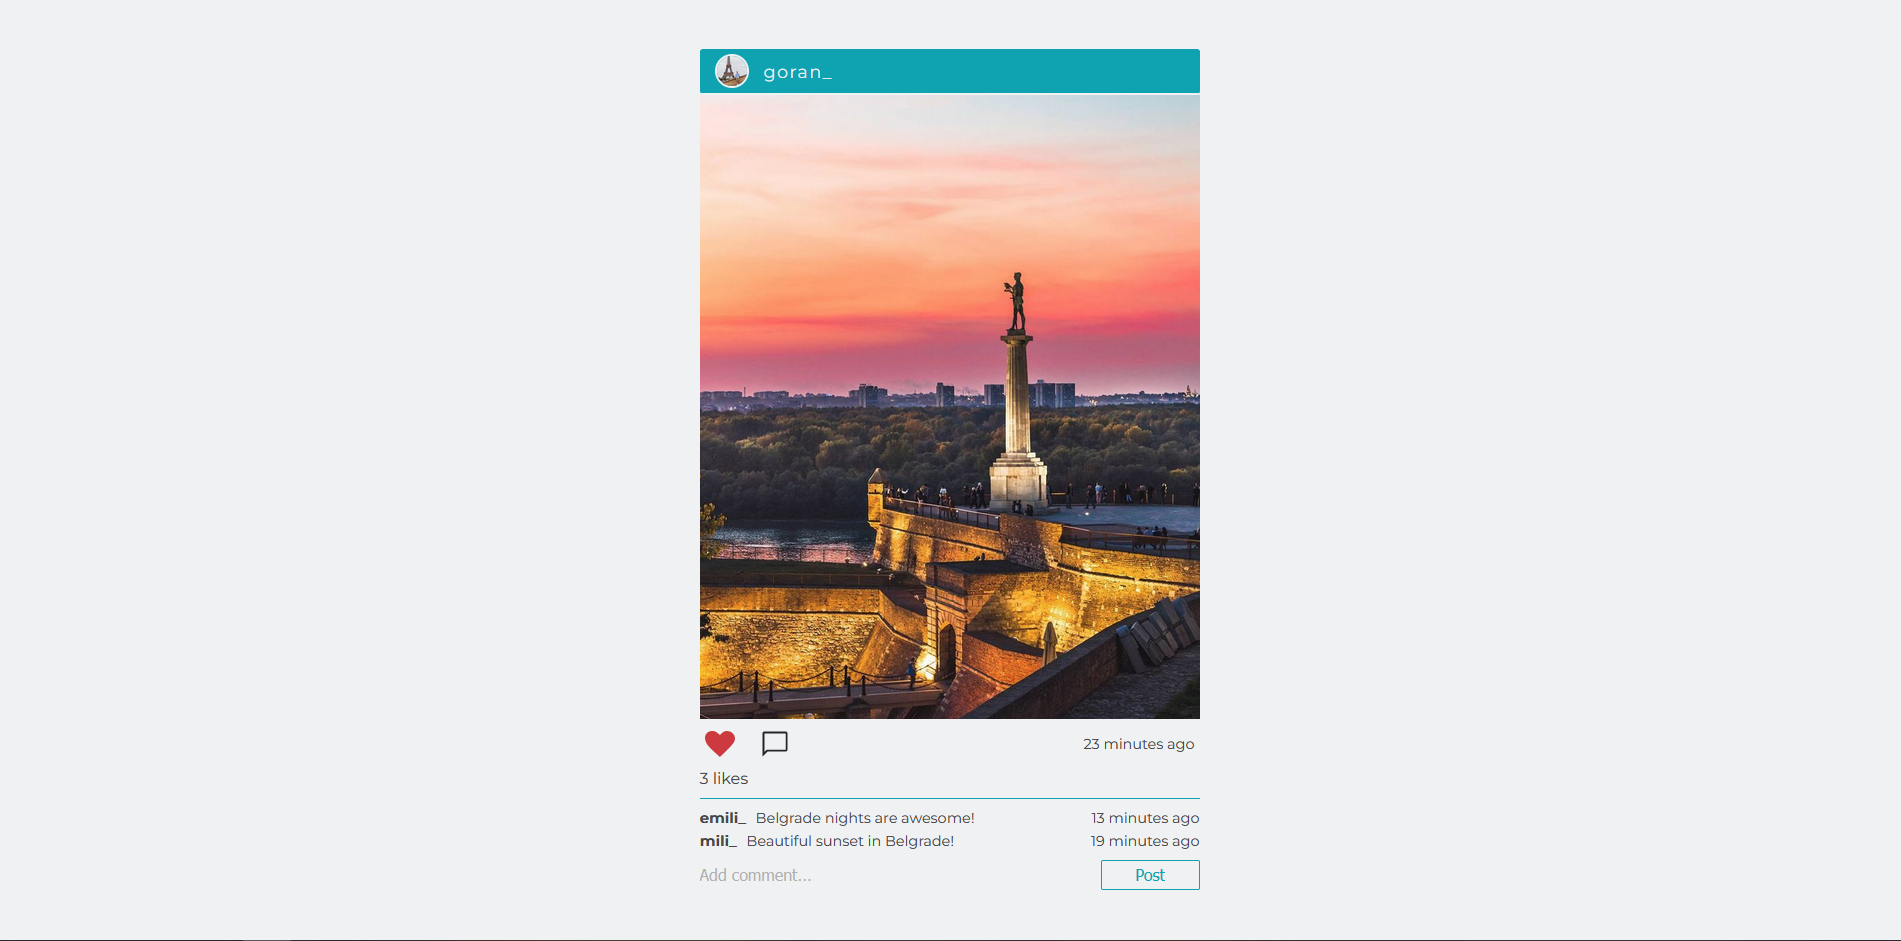 goran_
23 minutes ago
3 likes
emili_ Belgrade nights are awesome! 13 minutes ago
mili_ Beautiful sunset in Belgrade! 19 minutes ago
Add comment... Post